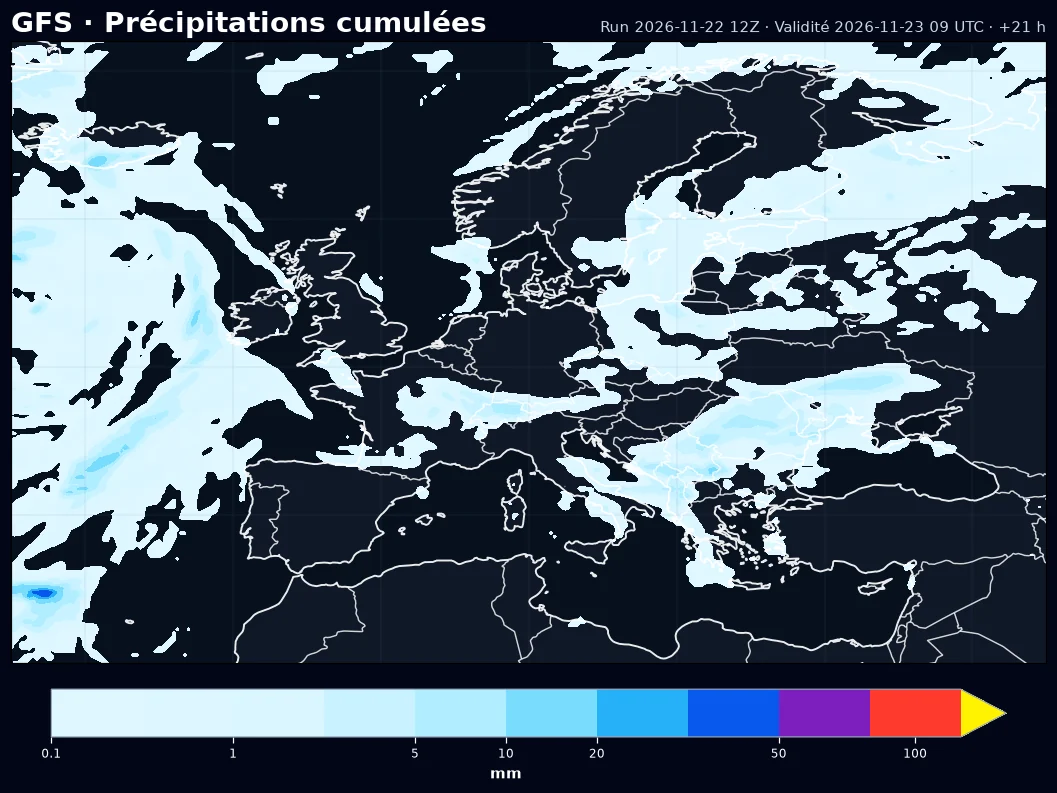 GFS · Précipitations cumulées
Run 2026-11-22 12Z · Validité 2026-11-23 09 UTC · +21 h
0.1 1 5 10 20 50 100
mm